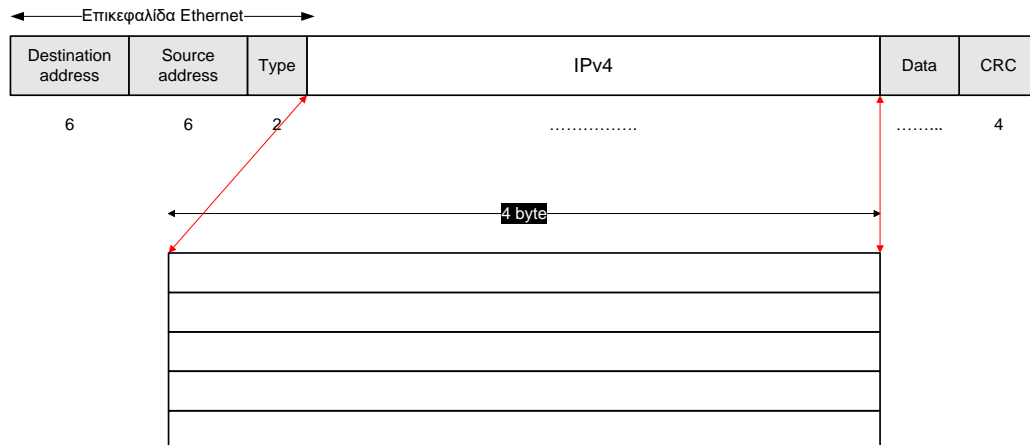 Επικεφαλίδα Ethernet
Destination address
Source address
Type
IPv4
Data
CRC
6
6
2
................
.........
4
4 byte